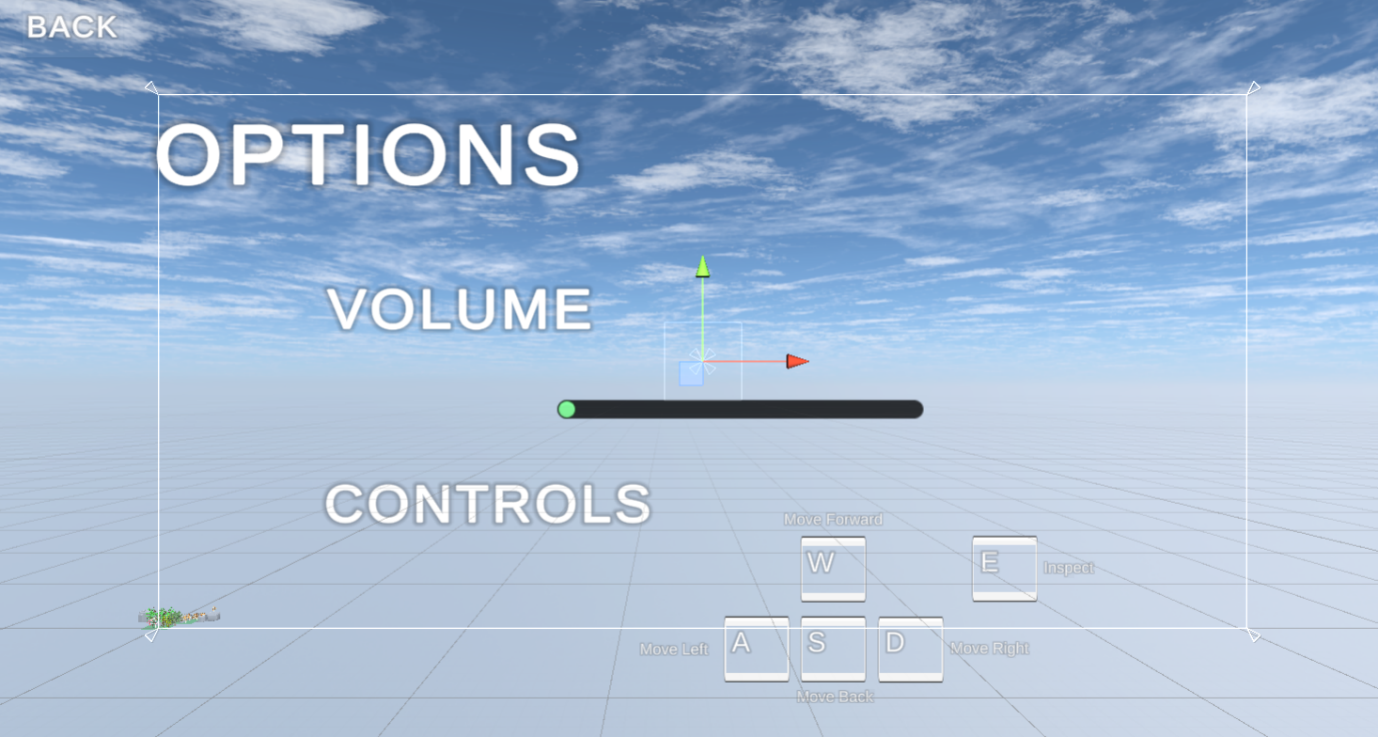 BACK
OPTIONS
VOLUME
CONTROLS
Move Forward
W
E Inspect
Move Left A S D Move Right
Move Back